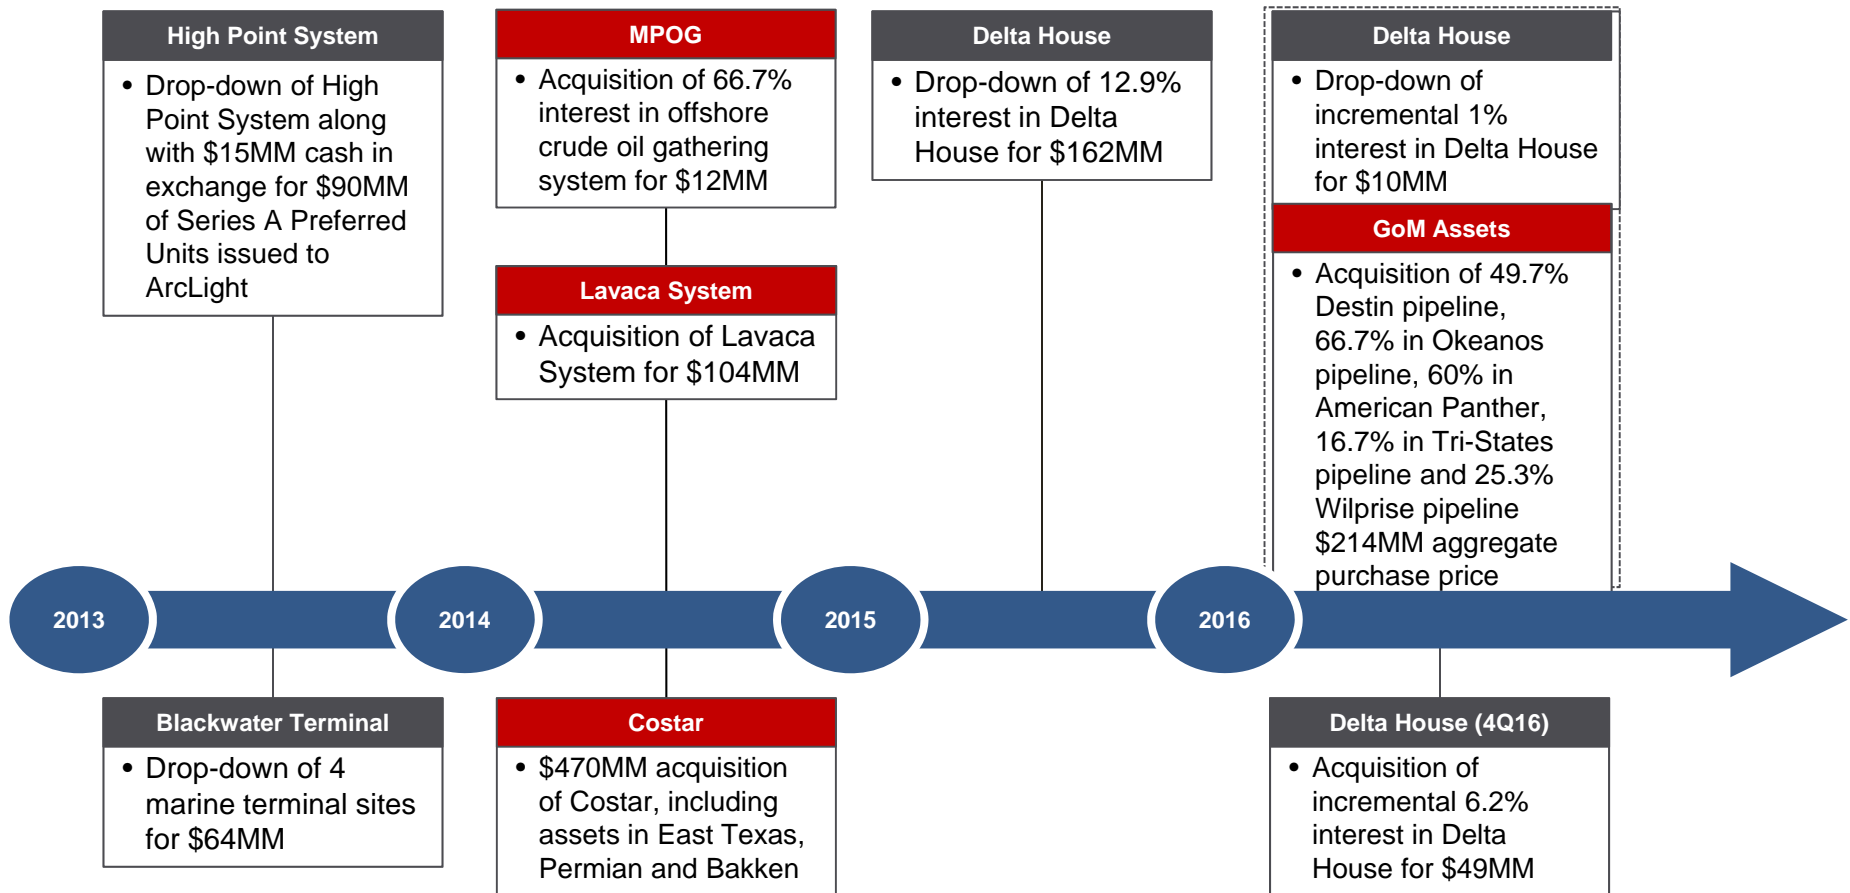 High Point System
• Drop-down of High
Point System along
with $15MM cash in
exchange for $90MM
of Series A Preferred
Units issued to
ArcLight
MPOG
• Acquisition of 66.7%
interest in offshore
crude oil gathering
system for $12MM
Lavaca System
• Acquisition of Lavaca
System for $104MM
Delta House
• Drop-down of 12.9%
interest in Delta
House for $162MM
Delta House
• Drop-down of
incremental 1%
interest in Delta House
for $10MM
GoM Assets
• Acquisition of 49.7%
Destin pipeline,
66.7% in Okeanos
pipeline, 60% in
American Panther,
16.7% in Tri-States
pipeline and 25.3%
Wilprise pipeline
$214MM aggregate
purchase price
2013
2014
2015
2016
Blackwater Terminal
• Drop-down of 4
marine terminal sites
for $64MM
Costar
• $470MM acquisition
of Costar, including
assets in East Texas,
Permian and Bakken
Delta House (4Q16)
• Acquisition of
incremental 6.2%
interest in Delta
House for $49MM